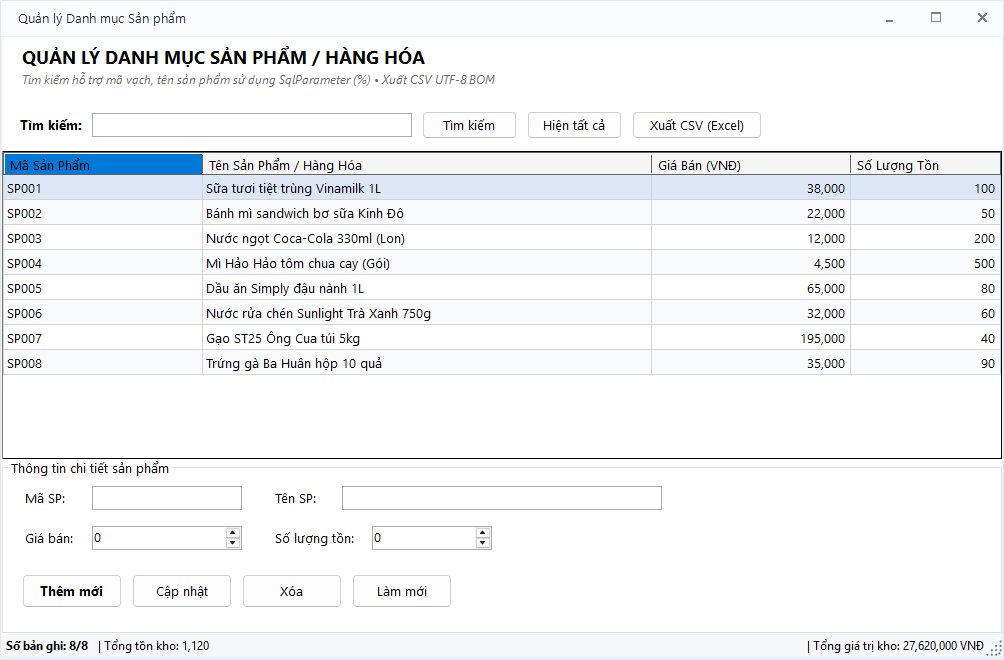 Quản lý Danh mục Sản phẩm
QUẢN LÝ DANH MỤC SẢN PHẨM / HÀNG HÓA
Tìm kiếm hỗ trợ mã vạch, tên sản phẩm sử dụng SqlParameter (%) • Xuất CSV UTF-8 BOM
Tìm kiếm: Tìm kiếm Hiện tất cả Xuất CSV (Excel)
Mã Sản Phẩm Tên Sản Phẩm / Hàng Hóa Giá Bán (VNĐ) Số Lượng Tồn
SP001 Sữa tươi tiệt trùng Vinamilk 1L 38,000 100
SP002 Bánh mì sandwich bơ sữa Kinh Đô 22,000 50
SP003 Nước ngọt Coca-Cola 330ml (Lon) 12,000 200
SP004 Mì Hảo Hảo tôm chua cay (Gói) 4,500 500
SP005 Dầu ăn Simply đậu nành 1L 65,000 80
SP006 Nước rửa chén Sunlight Trà Xanh 750g 32,000 60
SP007 Gạo ST25 Ông Cua túi 5kg 195,000 40
SP008 Trứng gà Ba Huân hộp 10 quả 35,000 90
Thông tin chi tiết sản phẩm
Mã SP: Tên SP:
Giá bán: 0 Số lượng tồn: 0
Thêm mới Cập nhật Xóa Làm mới
Số bản ghi: 8/8 | Tổng tồn kho: 1,120 | Tổng giá trị kho: 27,620,000 VNĐ